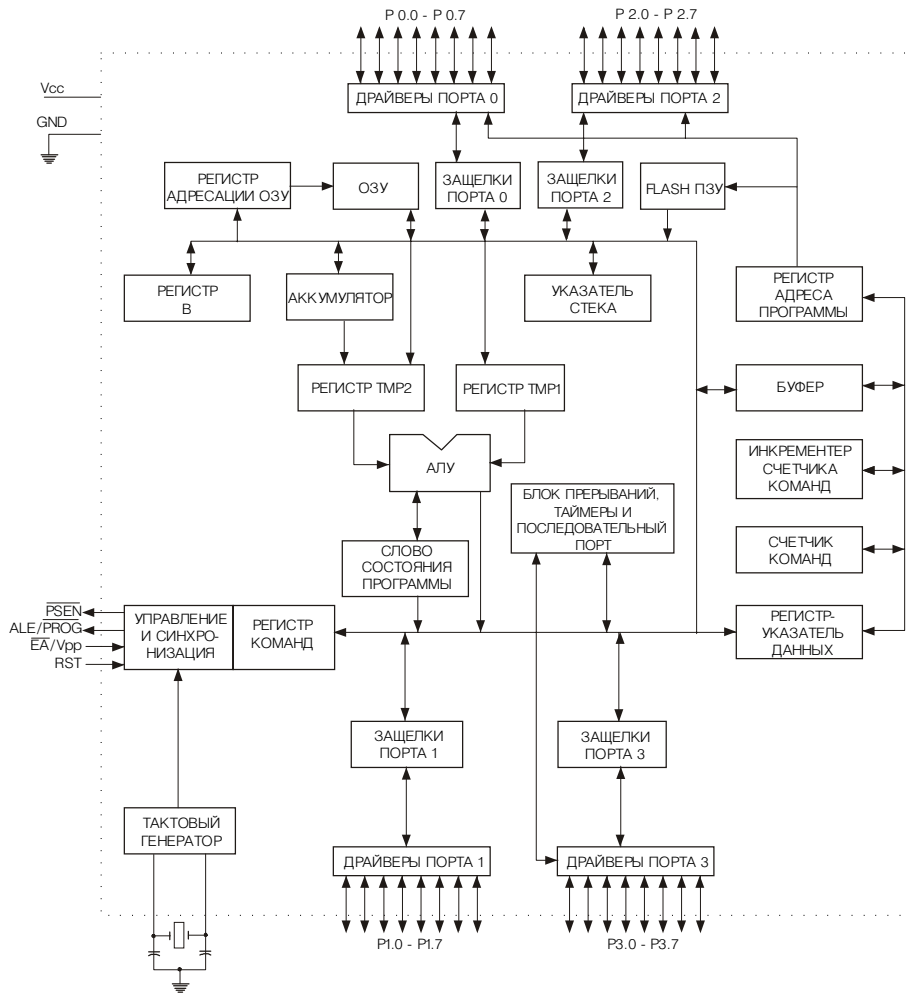 P 0.0 - P 0.7
P 2.0 - P 2.7
Vcc
GND
ДРАЙВЕРЫ ПОРТА 0
ДРАЙВЕРЫ ПОРТА 2
РЕГИСТР
АДРЕСАЦИИ ОЗУ
ОЗУ
ЗАЩЕЛКИ
ПОРТА 0
ЗАЩЕЛКИ
ПОРТА 2
FLASH ПЗУ
РЕГИСТР
В
АККУМУЛЯТОР
УКАЗАТЕЛЬ
СТЕКА
РЕГИСТР
АДРЕСА
ПРОГРАММЫ
РЕГИСТР TMP2
РЕГИСТР TMP1
БУФЕР
АЛУ
ИНКРЕМЕНТЕР
СЧЕТЧИКА
КОМАНД
БЛОК ПРЕРЫВАНИЙ,
ТАЙМЕРЫ И
ПОСЛЕДОВАТЕЛЬНЫЙ
ПОРТ
СЛОВО
СОСТОЯНИЯ
ПРОГРАММЫ
СЧЕТЧИК
КОМАНД
PSEN
ALE/PROG
EA/Vpp
RST
УПРАВЛЕНИЕ
И СИНХРО-
НИЗАЦИЯ
РЕГИСТР
КОМАНД
РЕГИСТР-
УКАЗАТЕЛЬ
ДАННЫХ
ЗАЩЕЛКИ
ПОРТА 1
ЗАЩЕЛКИ
ПОРТА 3
ТАКТОВЫЙ
ГЕНЕРАТОР
ДРАЙВЕРЫ ПОРТА 1
ДРАЙВЕРЫ ПОРТА 3
P1.0 - P1.7
P3.0 - P3.7